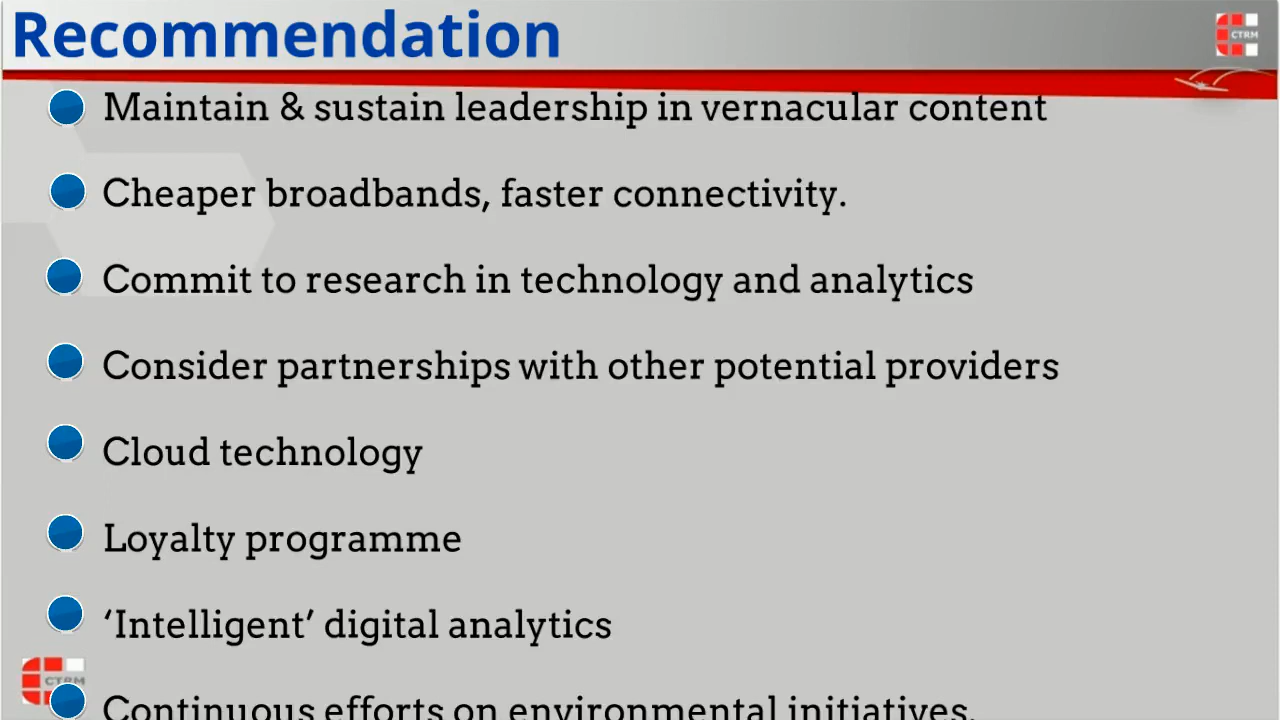 Recommendation
CTRM
Maintain & sustain leadership in vernacular content
Cheaper broadbands, faster connectivity.
Commit to research in technology and analytics
Consider partnerships with other potential providers
Cloud technology
Loyalty programme
‘Intelligent’ digital analytics
CTRM
Continuous efforts on environmental initiatives.